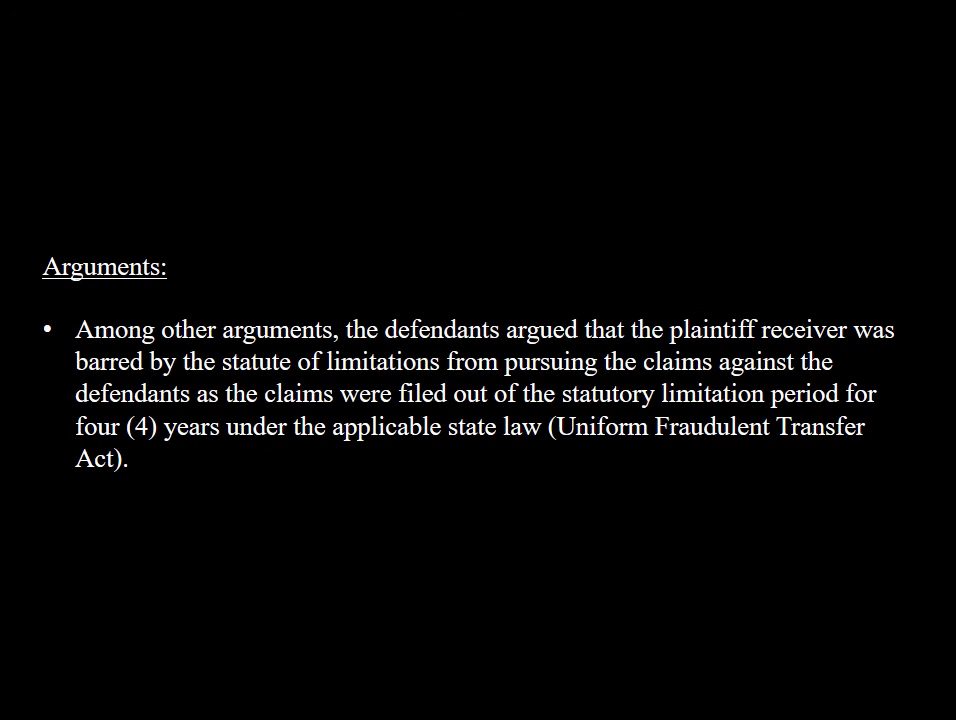 Arguments:
• Among other arguments, the defendants argued that the plaintiff receiver was
barred by the statute of limitations from pursuing the claims against the
defendants as the claims were filed out of the statutory limitation period for
four (4) years under the applicable state law (Uniform Fraudulent Transfer
Act).